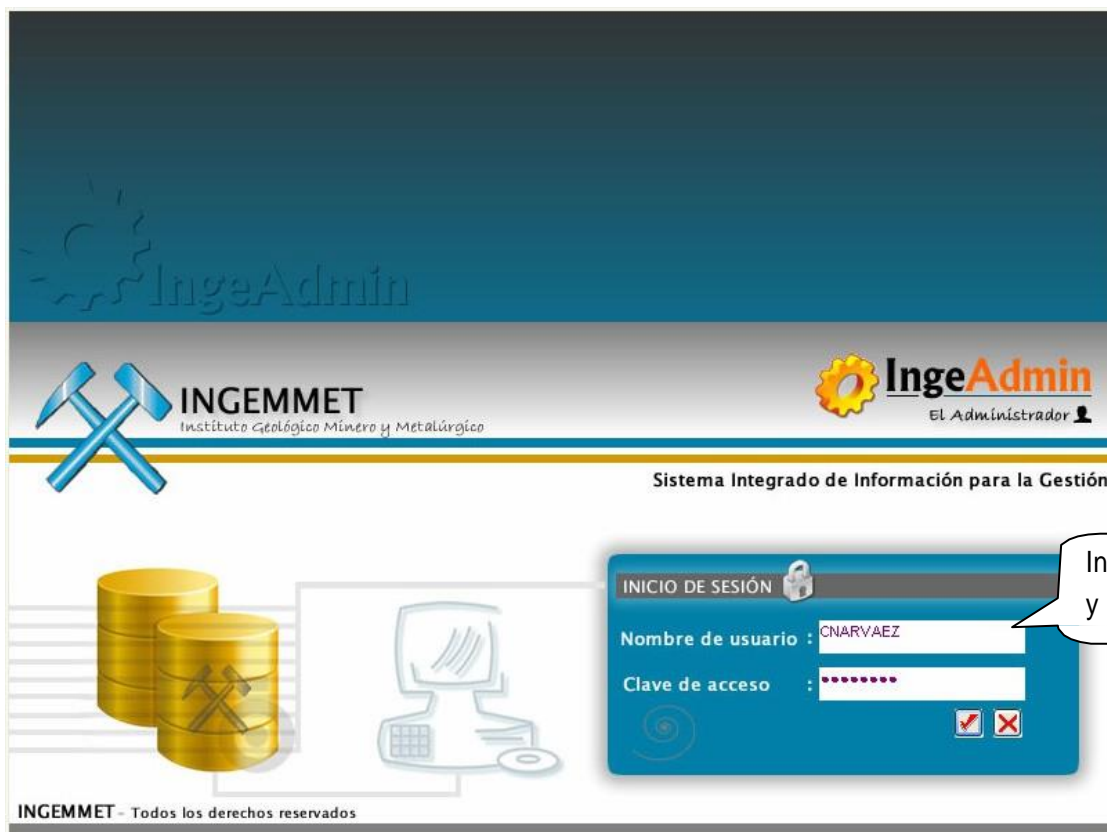 IngeAdmin
INGEMMET
Instituto Geológico Minero y Metalúrgico
IngeAdmin
El Administrador
Sistema Integrado de Información para la Gestión
INICIO DE SESIÓN
Nombre de usuario : CNARVAEZ
Clave de acceso : ••••••••
In
y
INGEMMET - Todos los derechos reservados